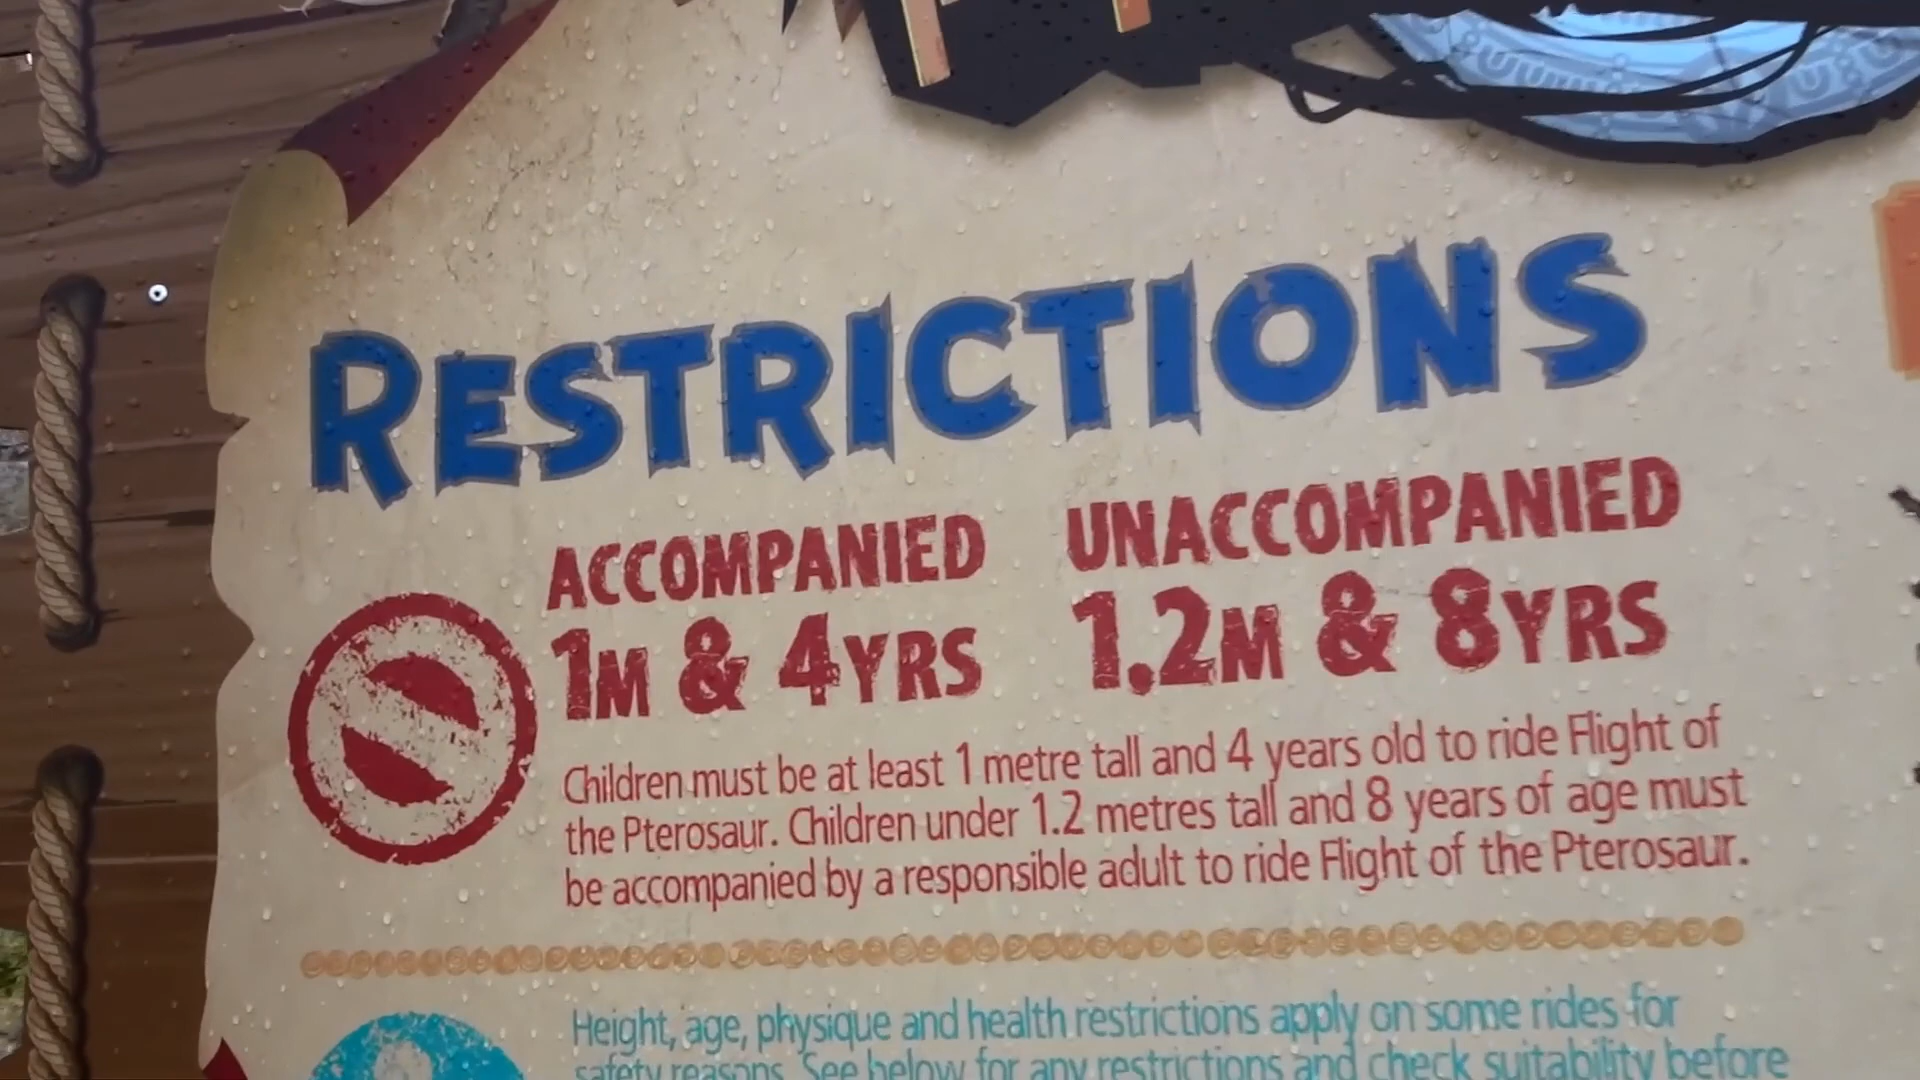 RESTRICTIONS
ACCOMPANIED UNACCOMPANIED
1M & 4YRS 1.2M & 8YRS
Children must be at least 1 metre tall and 4 years old to ride Flight of
the Pterosaur. Children under 1.2 metres tall and 8 years of age must
be accompanied by a responsible adult to ride Flight of the Pterosaur.
Height, age, physique and health restrictions apply on some rides for
safety reasons. See below for any restrictions and check suitability before